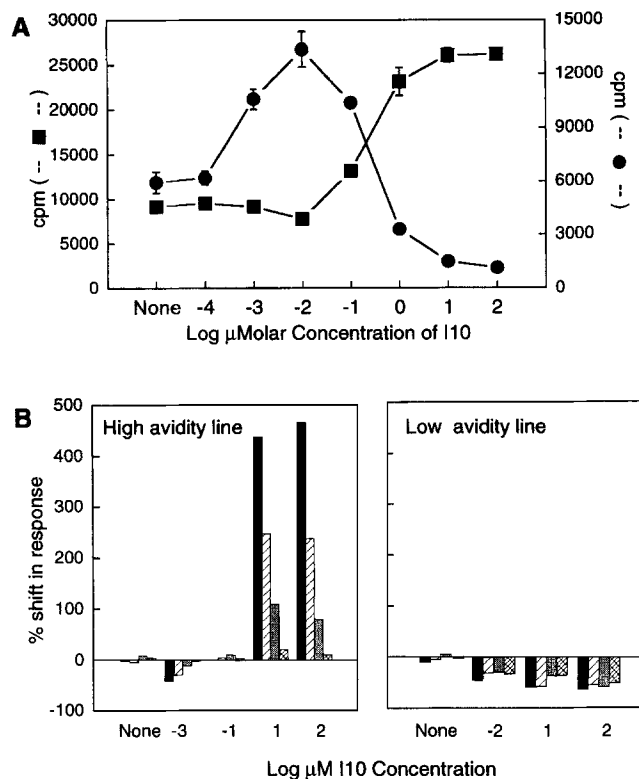 A
30000
25000
20000
15000
10000
5000
0
cpm ( -- ■ -- )
15000
12000
9000
6000
3000
0
cpm ( -- ● -- )
None -4 -3 -2 -1 0 1 2
Log μMolar Concentration of I10
B
500
400
300
200
100
0
-100
% shift in response
High avidity line
Low avidity line
None -3 -1 1 2
None -2 1 2
Log μM I10 Concentration